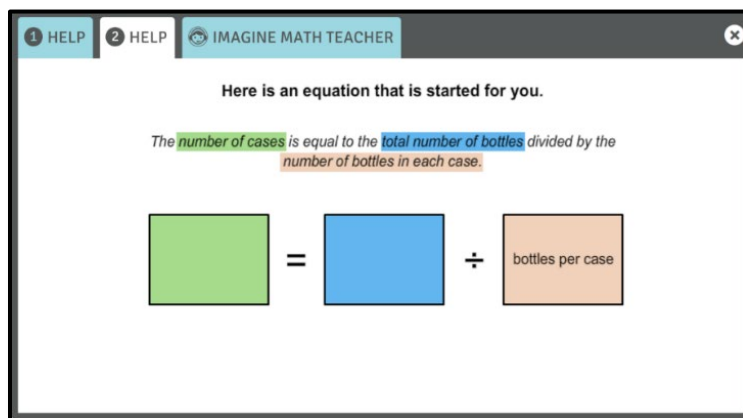 1 HELP
2 HELP
IMAGINE MATH TEACHER
Here is an equation that is started for you.
The number of cases is equal to the total number of bottles divided by the
number of bottles in each case.
= ÷ bottles per case